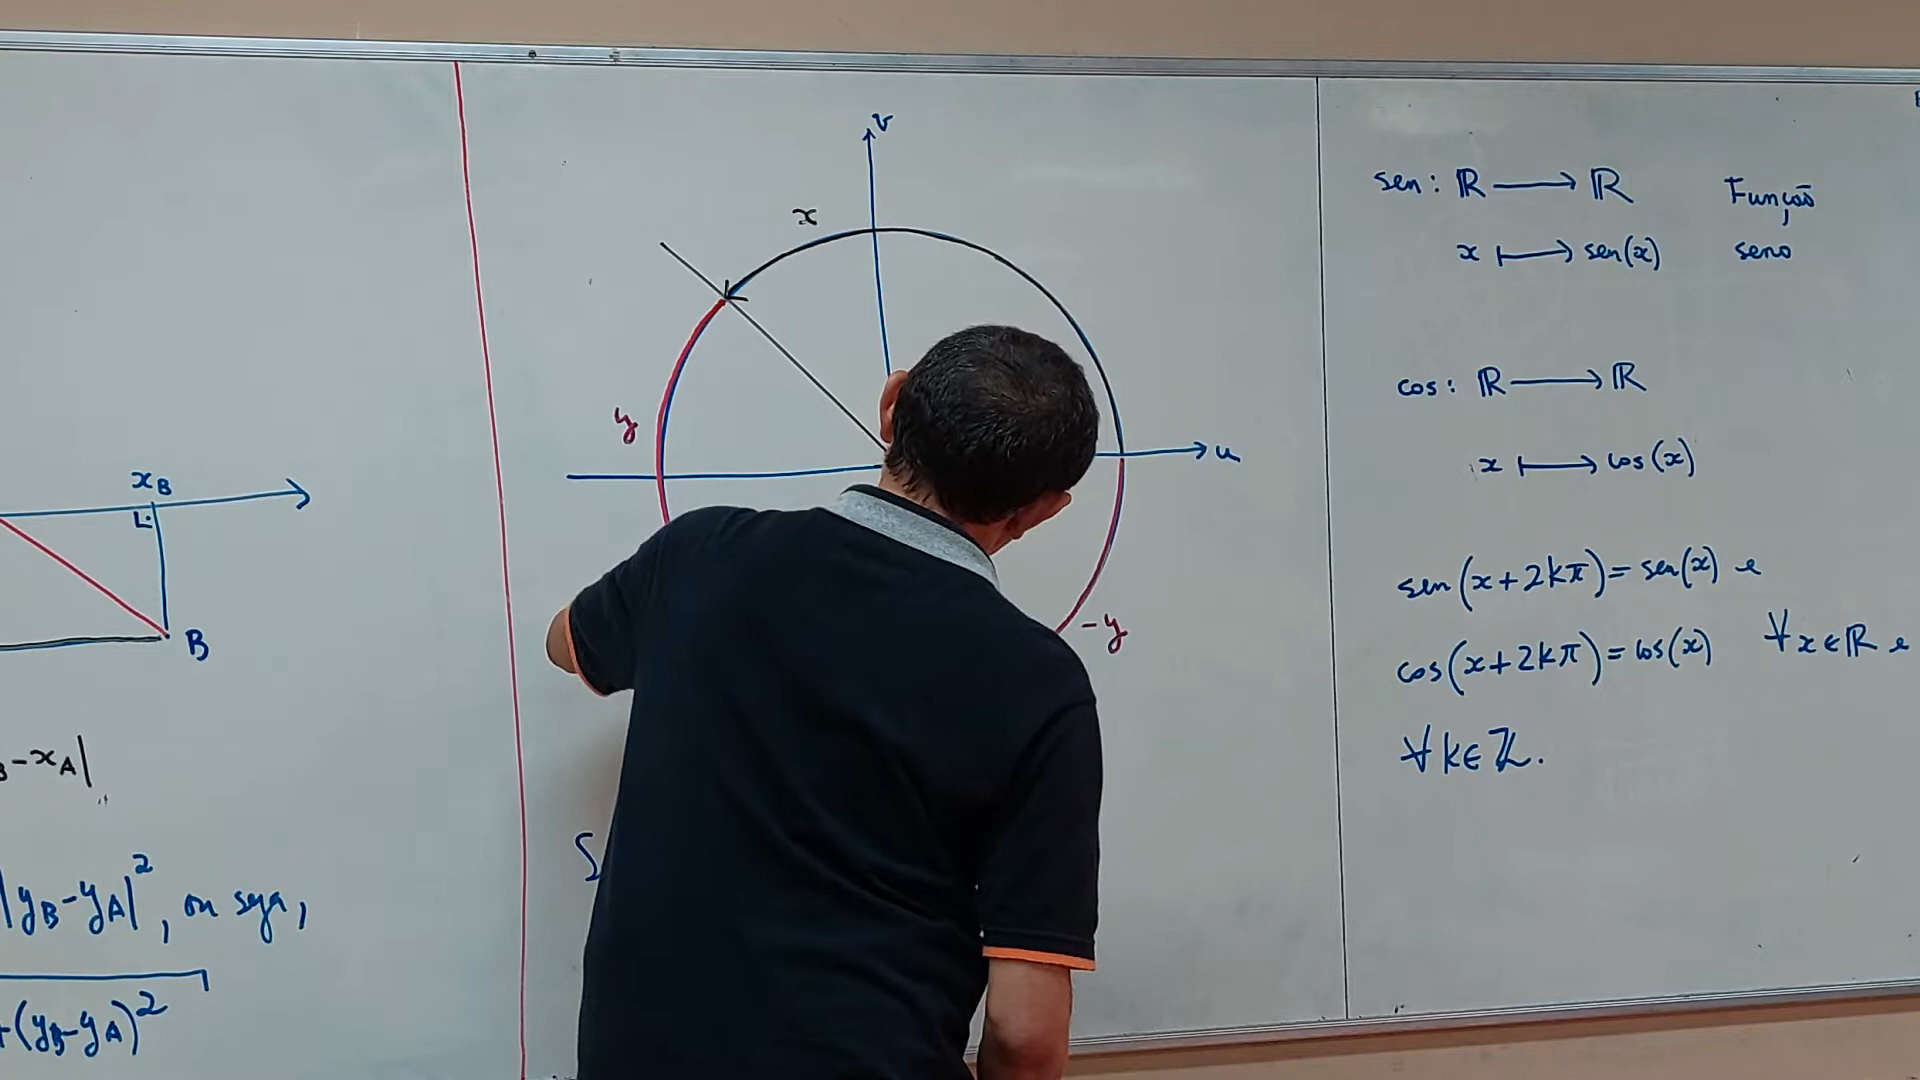 x_B
B
B-x_A|
|y_B-y_A|², ou seja,
+(y_B-y_A)²
v
x
y
u
-y
S
sen: ℝ ⟶ ℝ Função
x ⟼ sen(x) seno
cos: ℝ ⟶ ℝ
x ⟼ cos(x)
sen(x+2kπ)=sen(x) e
cos(x+2kπ)=cos(x) ∀x∈ℝ e
∀k∈ℤ.